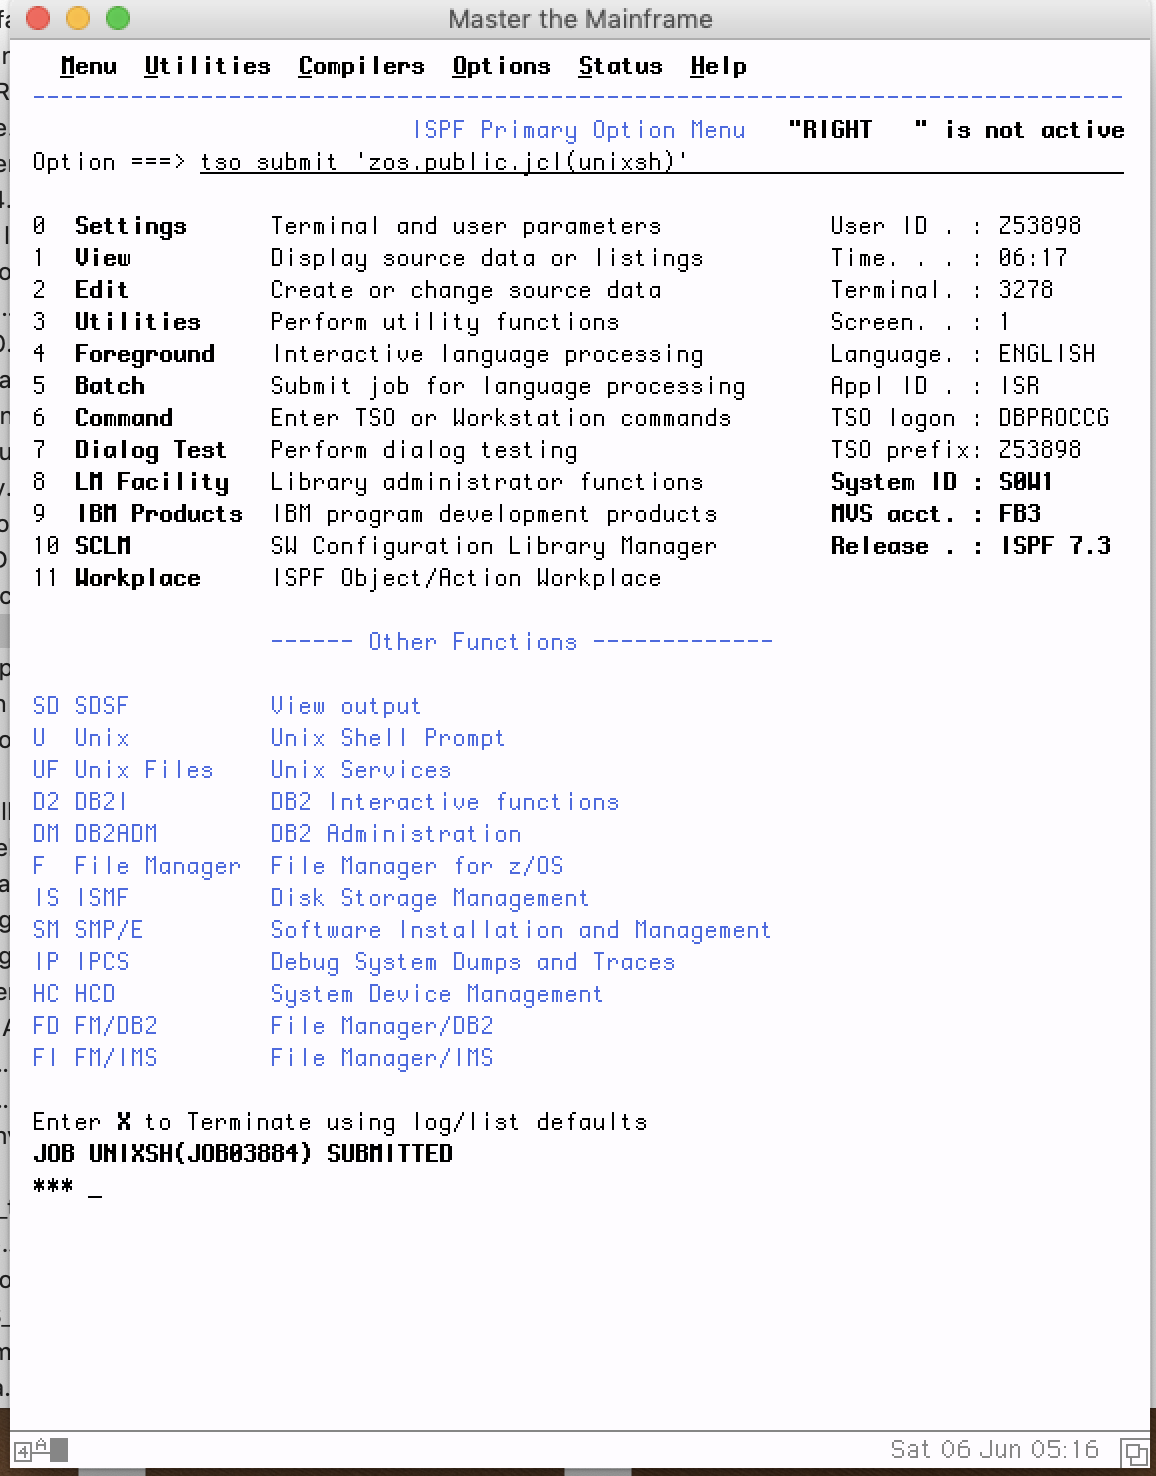 Master the Mainframe
Menu Utilities Compilers Options Status Help
--------------------------------------------------------------------------------
ISPF Primary Option Menu "RIGHT " is not active
Option ===> tso submit 'zos.public.jcl(unixsh)'
0 Settings Terminal and user parameters User ID . : Z53898
1 View Display source data or listings Time. . . : 06:17
2 Edit Create or change source data Terminal. : 3278
3 Utilities Perform utility functions Screen. . : 1
4 Foreground Interactive language processing Language. : ENGLISH
5 Batch Submit job for language processing Appl ID . : ISR
6 Command Enter TSO or Workstation commands TSO logon : DBPROCCG
7 Dialog Test Perform dialog testing TSO prefix: Z53898
8 LM Facility Library administrator functions System ID : S0W1
9 IBM Products IBM program development products MVS acct. : FB3
10 SCLM SW Configuration Library Manager Release . : ISPF 7.3
11 Workplace ISPF Object/Action Workplace
------ Other Functions -------------
SD SDSF View output
U Unix Unix Shell Prompt
UF Unix Files Unix Services
D2 DB2I DB2 Interactive functions
DM DB2ADM DB2 Administration
F File Manager File Manager for z/OS
IS ISMF Disk Storage Management
SM SMP/E Software Installation and Management
IP IPCS Debug System Dumps and Traces
HC HCD System Device Management
FD FM/DB2 File Manager/DB2
FI FM/IMS File Manager/IMS
Enter X to Terminate using log/list defaults
JOB UNIXSH(JOB03884) SUBMITTED
*** _
4 A Sat 06 Jun 05:16